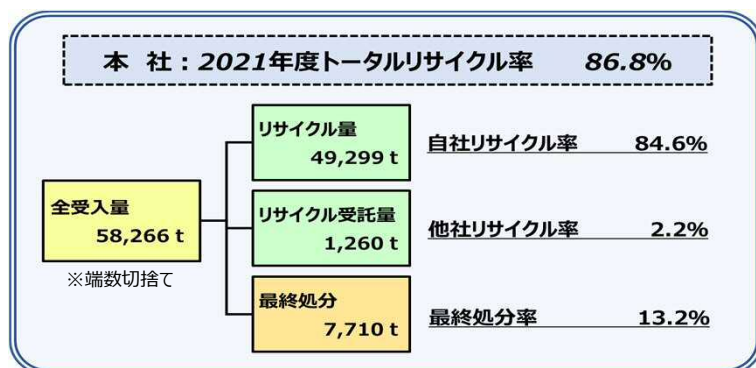 本 社：2021年度トータルリサイクル率 86.8%
リサイクル量
49,299 t
自社リサイクル率 84.6%
全受入量
58,266 t
※端数切捨て
リサイクル受託量
1,260 t
他社リサイクル率 2.2%
最終処分
7,710 t
最終処分率 13.2%